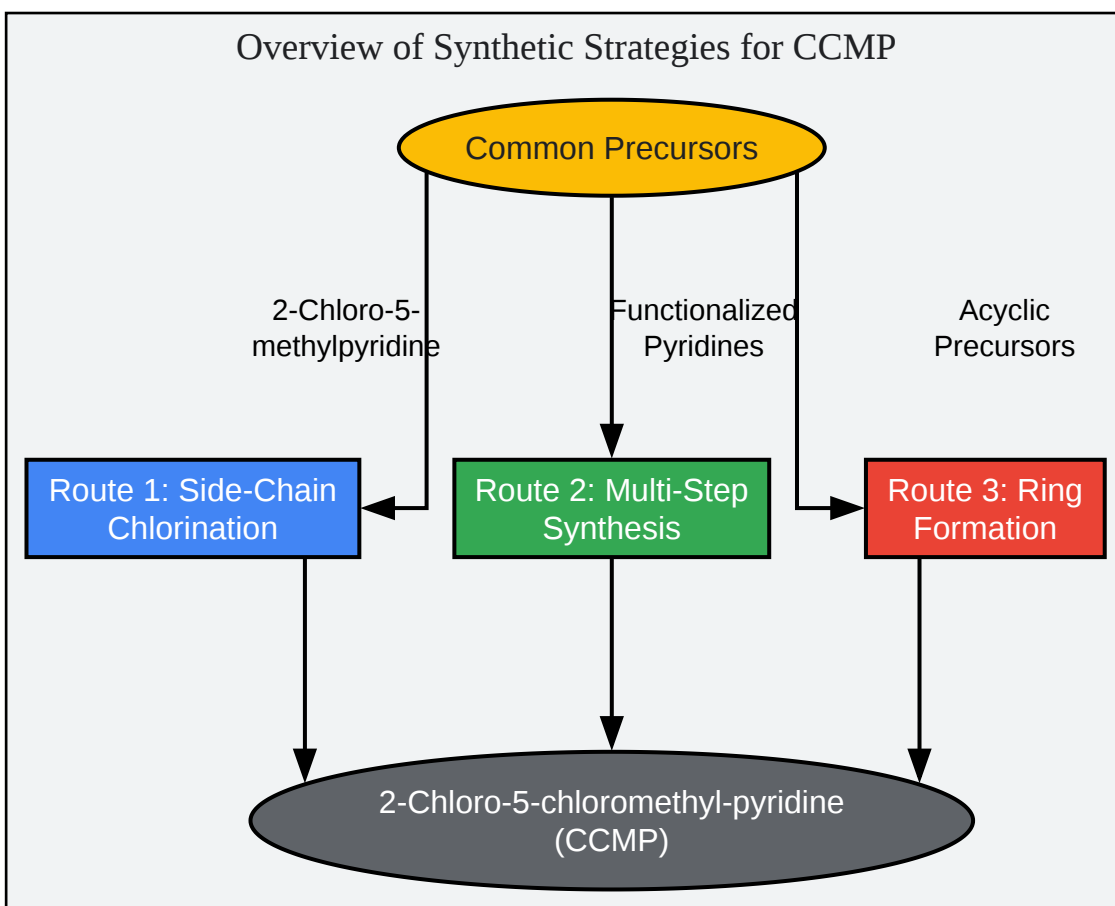 Overview of Synthetic Strategies for CCMP
Common Precursors
2-Chloro-5-
methylpyridine
Functionalized
Pyridines
Acyclic
Precursors
Route 1: Side-Chain
Chlorination
Route 2: Multi-Step
Synthesis
Route 3: Ring
Formation
2-Chloro-5-chloromethyl-pyridine
(CCMP)